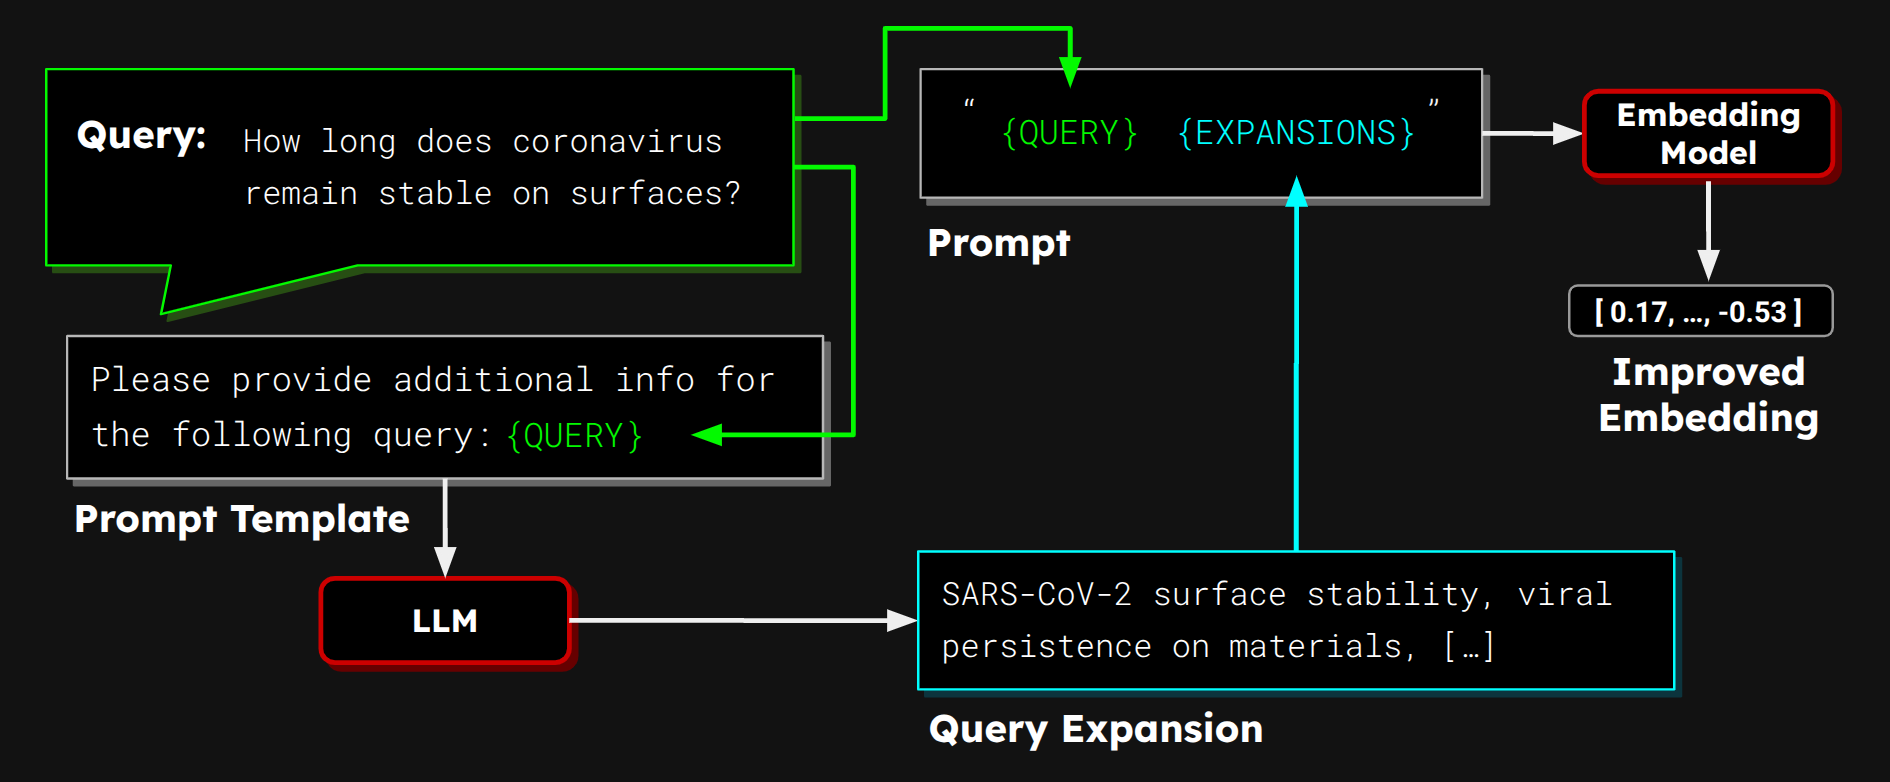 Query: How long does coronavirus
remain stable on surfaces?
“ {QUERY} {EXPANSIONS} ”
Prompt
Embedding
Model
[ 0.17, …, -0.53 ]
Improved
Embedding
Please provide additional info for
the following query: {QUERY}
Prompt Template
LLM
SARS-CoV-2 surface stability, viral
persistence on materials, […]
Query Expansion